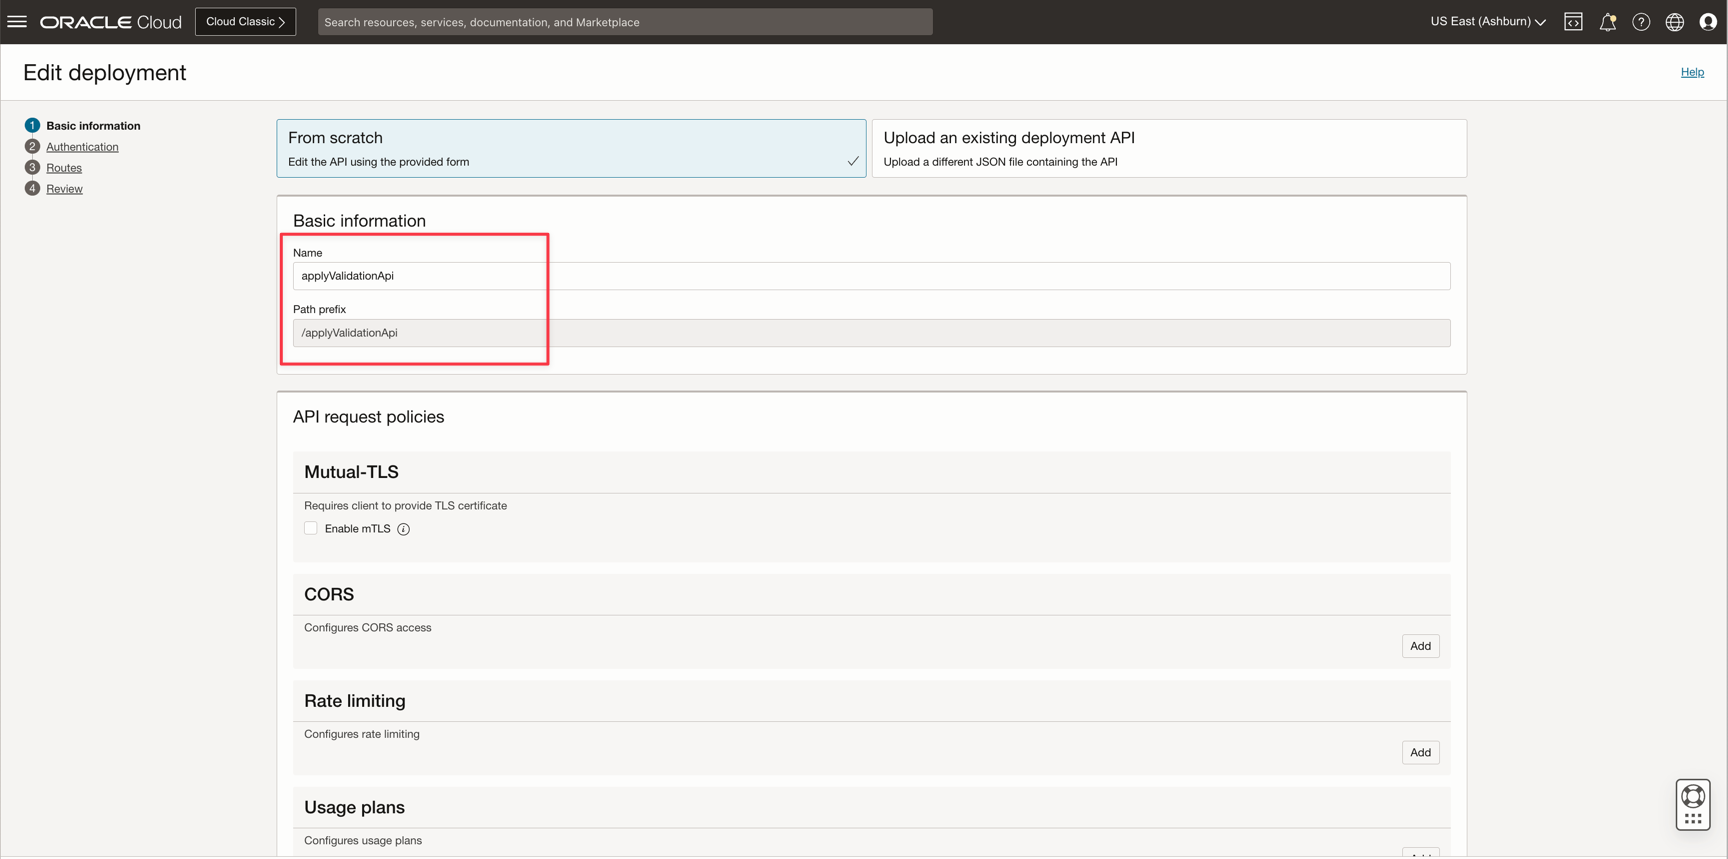 ORACLE Cloud
Cloud Classic
Search resources, services, documentation, and Marketplace
US East (Ashburn)
Edit deployment
Help
1 Basic information
2 Authentication
3 Routes
4 Review
From scratch
Edit the API using the provided form
Upload an existing deployment API
Upload a different JSON file containing the API
Basic information
Name
applyValidationApi
Path prefix
/applyValidationApi
API request policies
Mutual-TLS
Requires client to provide TLS certificate
Enable mTLS
CORS
Configures CORS access
Add
Rate limiting
Configures rate limiting
Add
Usage plans
Configures usage plans